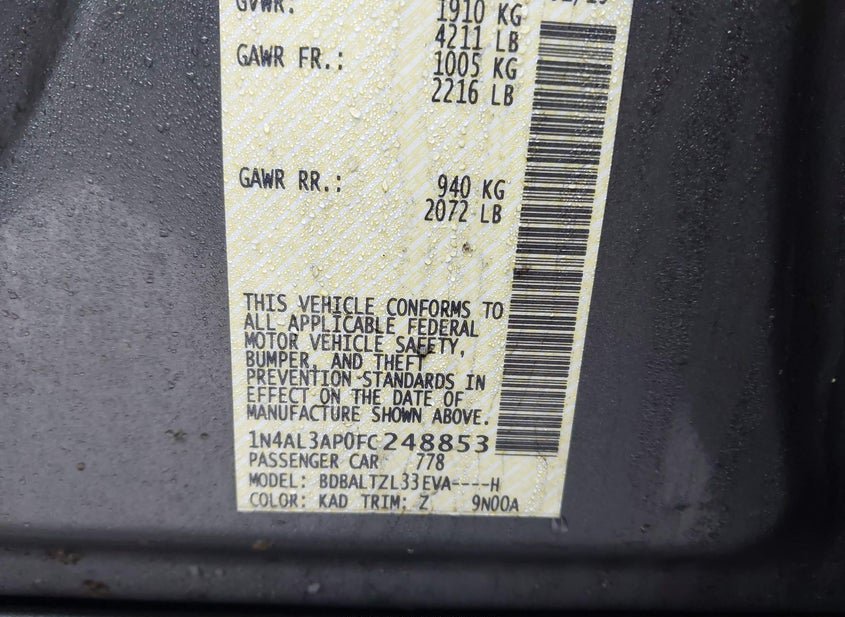 GVWR: 1910 KG
4211 LB
GAWR FR.: 1005 KG
2216 LB
GAWR RR.: 940 KG
2072 LB
THIS VEHICLE CONFORMS TO
ALL APPLICABLE FEDERAL
MOTOR VEHICLE SAFETY,
BUMPER, AND THEFT
PREVENTION STANDARDS IN
EFFECT ON THE DATE OF
MANUFACTURE SHOWN ABOVE.
1N4AL3AP0FC248853
PASSENGER CAR 778
MODEL: BDBALTZL33EVA----H
COLOR: KAD TRIM: Z 9N00A